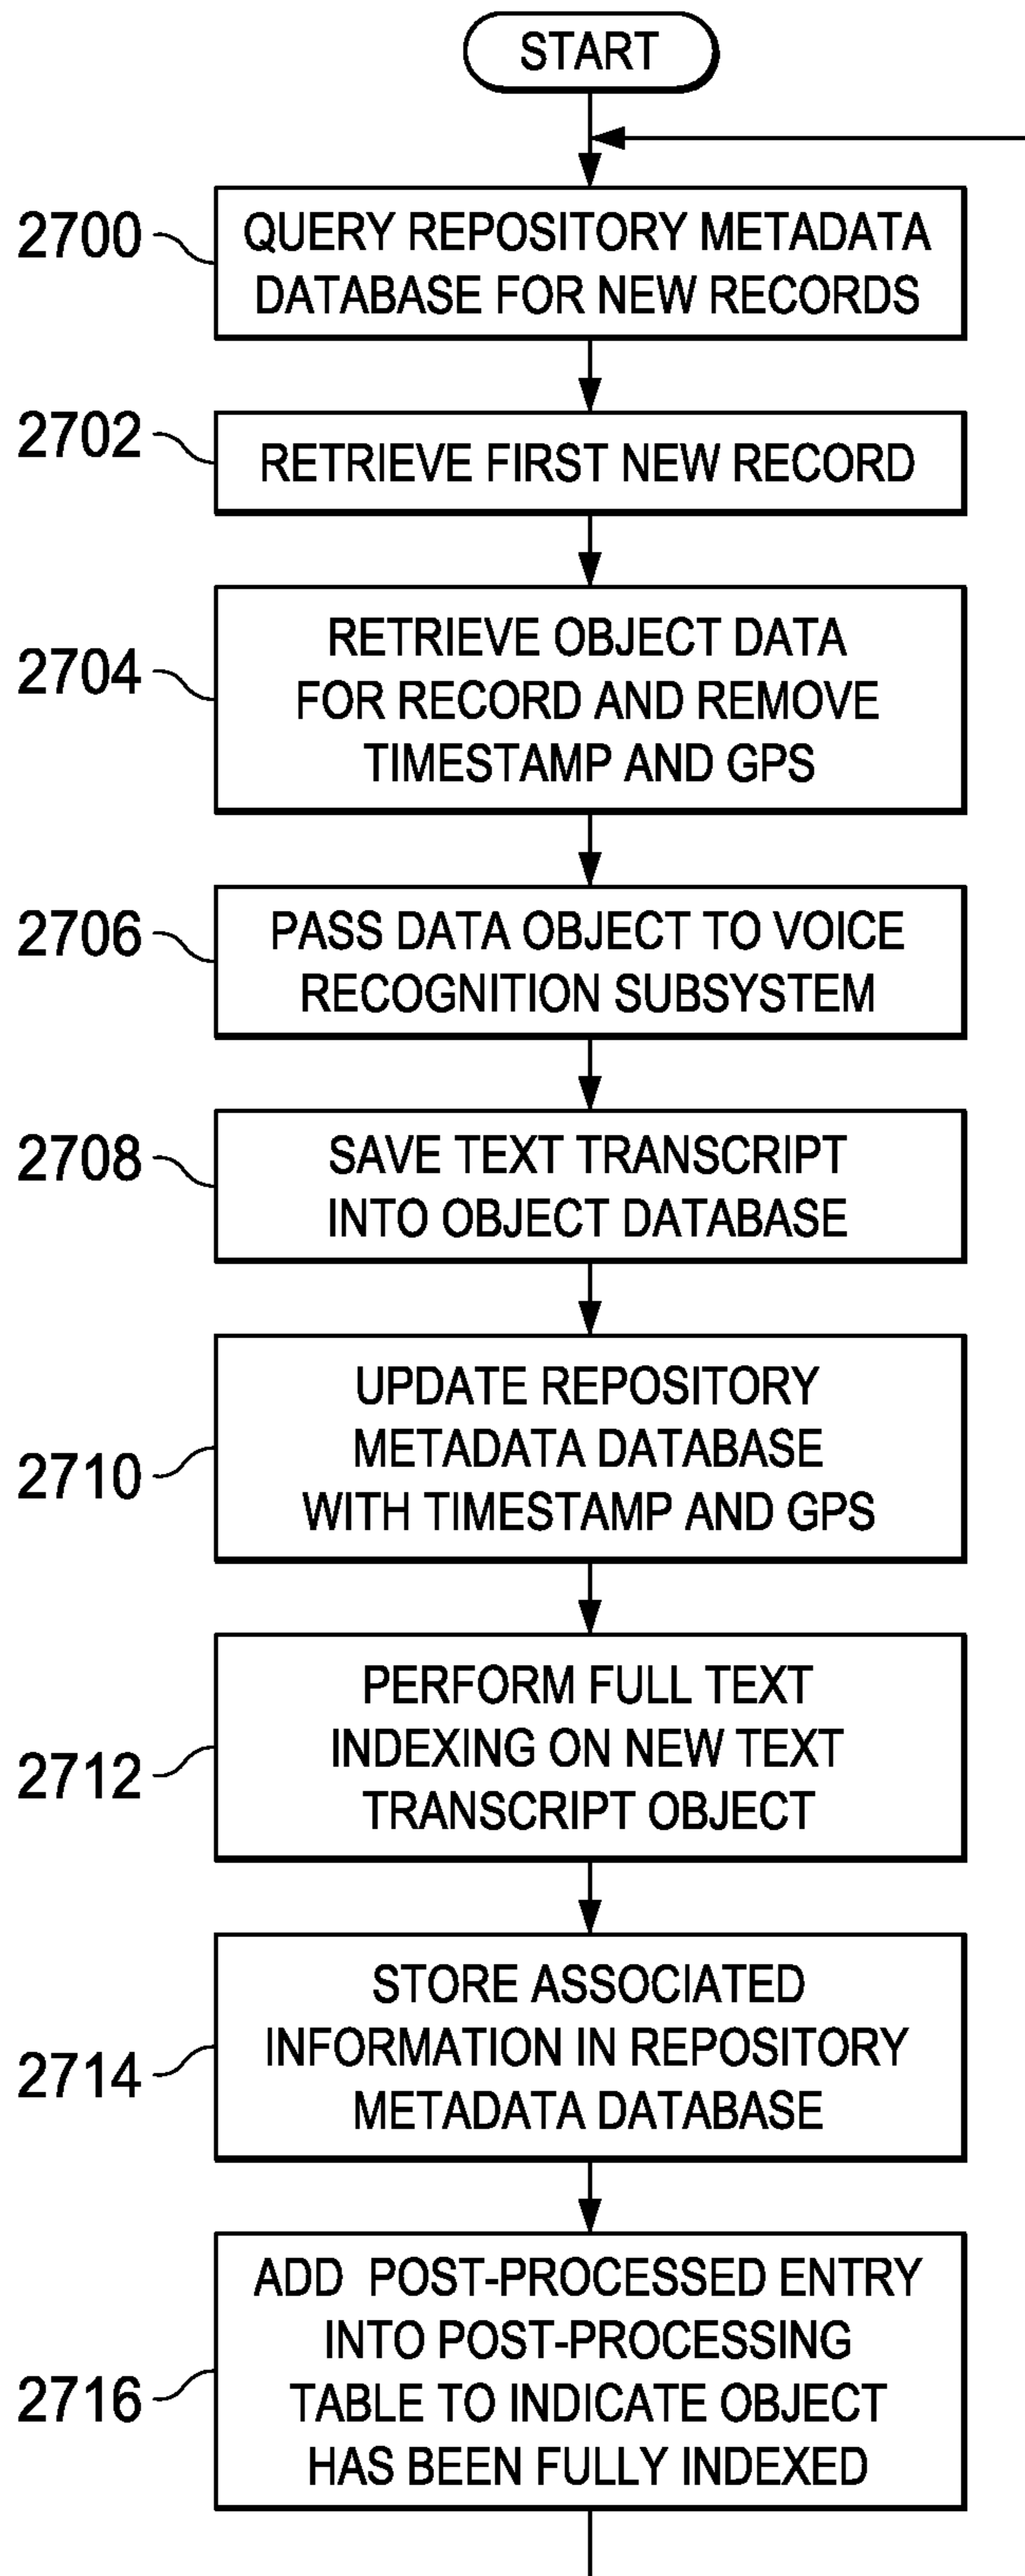 START
2700
QUERY REPOSITORY METADATA
DATABASE FOR NEW RECORDS
2702
RETRIEVE FIRST NEW RECORD
2704
RETRIEVE OBJECT DATA
FOR RECORD AND REMOVE
TIMESTAMP AND GPS
2706
PASS DATA OBJECT TO VOICE
RECOGNITION SUBSYSTEM
2708
SAVE TEXT TRANSCRIPT
INTO OBJECT DATABASE
2710
UPDATE REPOSITORY
METADATA DATABASE
WITH TIMESTAMP AND GPS
2712
PERFORM FULL TEXT
INDEXING ON NEW TEXT
TRANSCRIPT OBJECT
2714
STORE ASSOCIATED
INFORMATION IN REPOSITORY
METADATA DATABASE
2716
ADD POST-PROCESSED ENTRY
INTO POST-PROCESSING
TABLE TO INDICATE OBJECT
HAS BEEN FULLY INDEXED